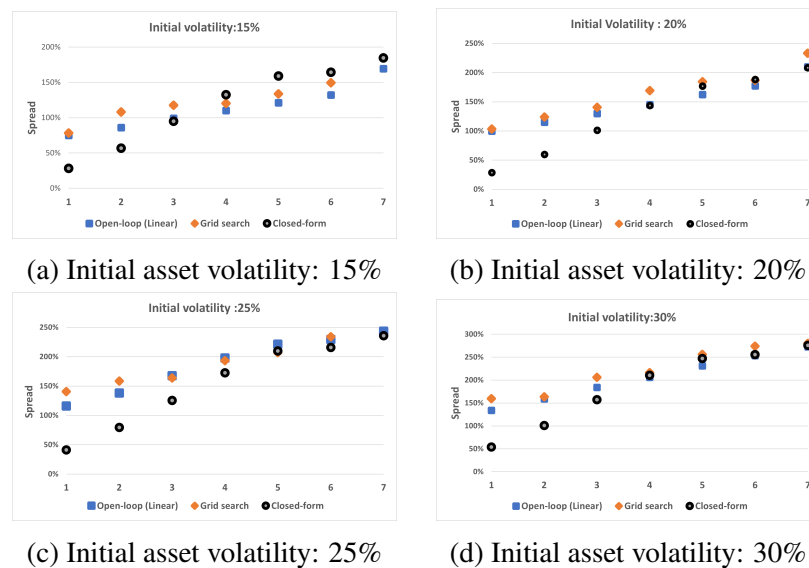 Initial volatility:15%
200%
150%
100%
50%
0%
Spread
1 2 3 4 5 6 7
Open-loop (Linear) Grid search Closed-form
(a) Initial asset volatility: 15%
Initial Volatility : 20%
250%
200%
150%
100%
50%
0%
Spread
1 2 3 4 5 6 7
Open-loop (Linear) Grid search Closed-form
(b) Initial asset volatility: 20%
Initial volatility :25%
250%
200%
150%
100%
50%
0%
Spread
1 2 3 4 5 6 7
Open-loop (Linear) Grid search Closed-form
(c) Initial asset volatility: 25%
Initial volatility:30%
300%
250%
200%
150%
100%
50%
0%
Spread
1 2 3 4 5 6 7
Open-loop (Linear) Grid search Closed-form
(d) Initial asset volatility: 30%